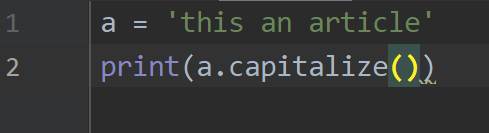 1 a = 'this an article'
2 print(a.capitalize())